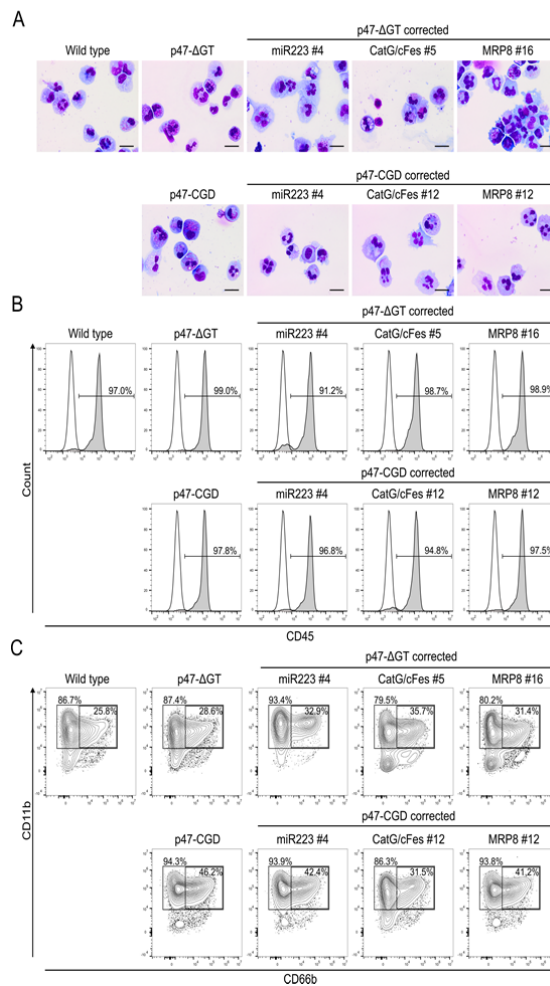 A
p47-ΔGT corrected
Wild type p47-ΔGT miR223 #4 CatG/cFes #5 MRP8 #16
p47-CGD corrected
p47-CGD miR223 #4 CatG/cFes #12 MRP8 #12
B
p47-ΔGT corrected
Wild type p47-ΔGT miR223 #4 CatG/cFes #5 MRP8 #16
97.0% 99.0% 91.2% 98.7% 98.9%
p47-CGD corrected
p47-CGD miR223 #4 CatG/cFes #12 MRP8 #12
97.8% 96.8% 94.8% 97.5%
Count
CD45
C
p47-ΔGT corrected
Wild type p47-ΔGT miR223 #4 CatG/cFes #5 MRP8 #16
86.7% 87.4% 93.4% 79.5% 80.2%
25.8% 28.6% 32.9% 35.7% 31.4%
p47-CGD corrected
p47-CGD miR223 #4 CatG/cFes #12 MRP8 #12
94.3% 93.9% 86.3% 93.8%
46.2% 42.4% 31.5% 41.2%
CD11b
CD66b